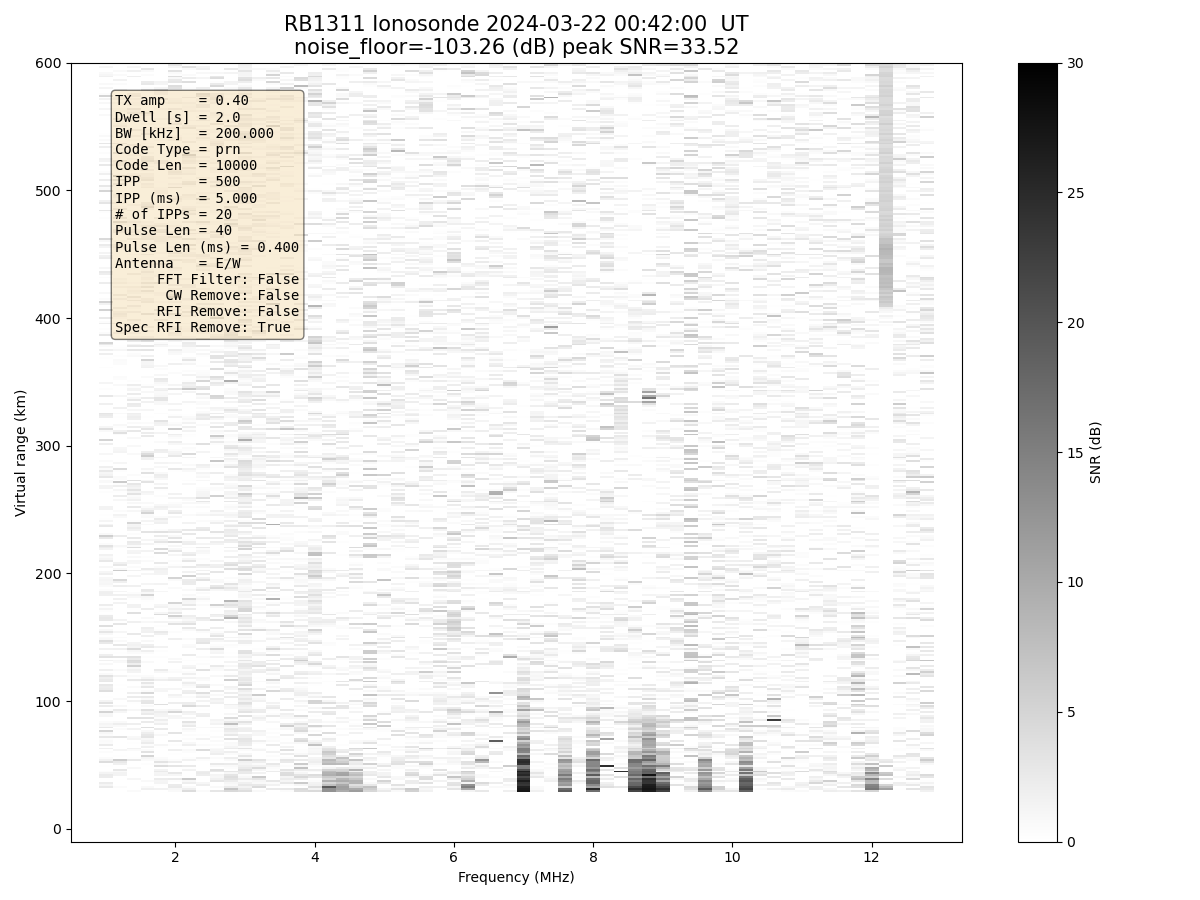 RB1311 Ionosonde 2024-03-22 00:42:00  UT
noise_floor=-103.26 (dB) peak SNR=33.52
TX amp    = 0.40
Dwell [s] = 2.0
BW [kHz]  = 200.000
Code Type = prn
Code Len  = 10000
IPP       = 500
IPP (ms)  = 5.000
# of IPPs = 20
Pulse Len = 40
Pulse Len (ms) = 0.400
Antenna   = E/W
FFT Filter: False
CW Remove: False
RFI Remove: False
Spec RFI Remove: True
Virtual range (km)
600
500
400
300
200
100
0
2 4 6 8 10 12
Frequency (MHz)
30
25
20
15
10
5
0
SNR (dB)